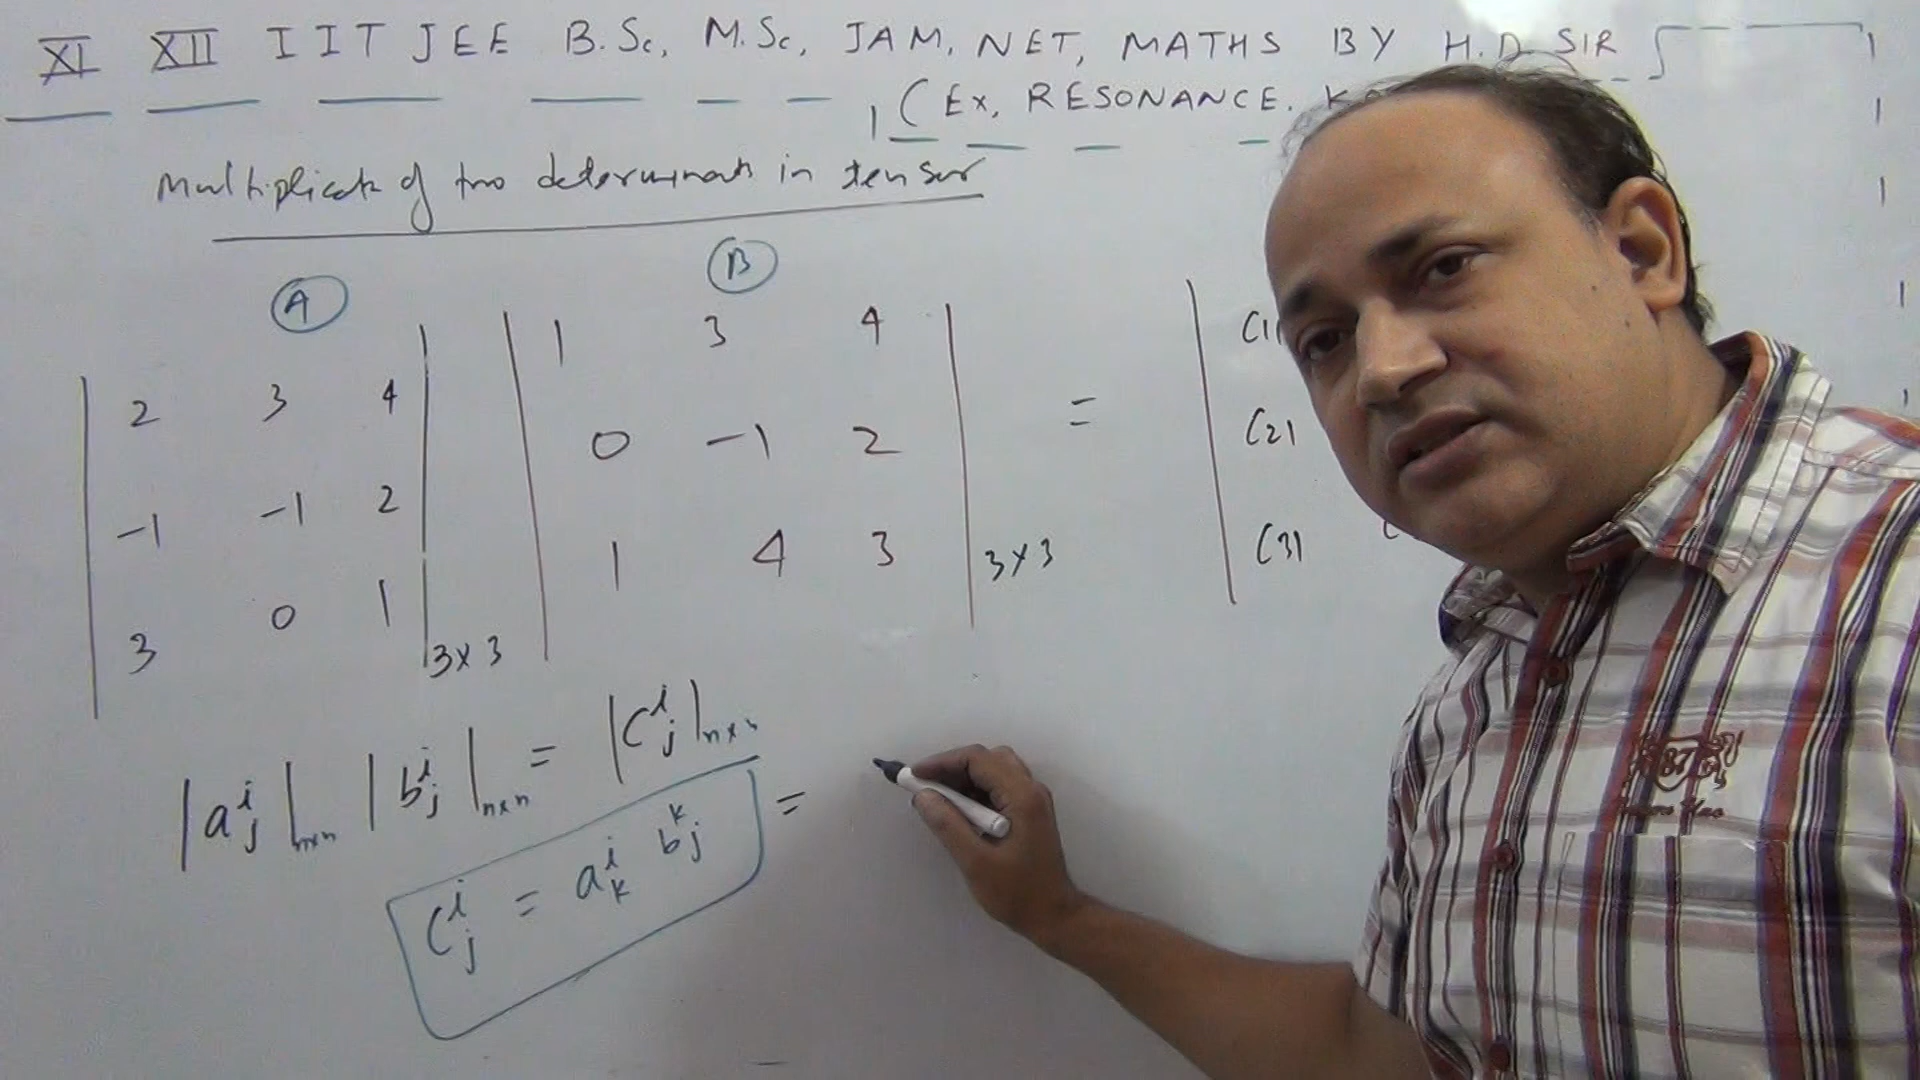 XI XII IIT JEE B.Sc, M.Sc, JAM, NET, MATHS BY H.D SIR
(Ex, RESONANCE.
of two in tensor
A
B
2 3 4
-1 -1 2
3 0 1
3×3
1 3 4
0 -1 2
1 4 3
3×3
=
C11
C21
C31
|a^i_j|n×n |b^i_j|n×n = |C^i_j|n×n
C^i_j = a^i_k b^k_j =